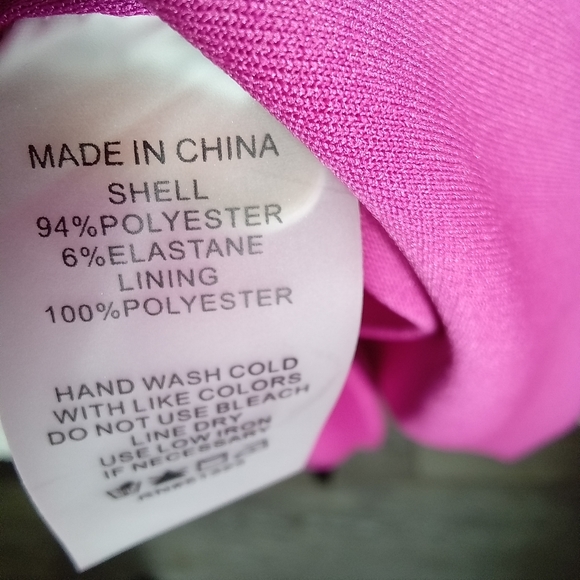 MADE IN CHINA
SHELL
94%POLYESTER
6%ELASTANE
LINING
100%POLYESTER
HAND WASH COLD
WITH LIKE COLORS
DO NOT USE BLEACH
LINE DRY
USE LOW IRON
IF NECESSARY